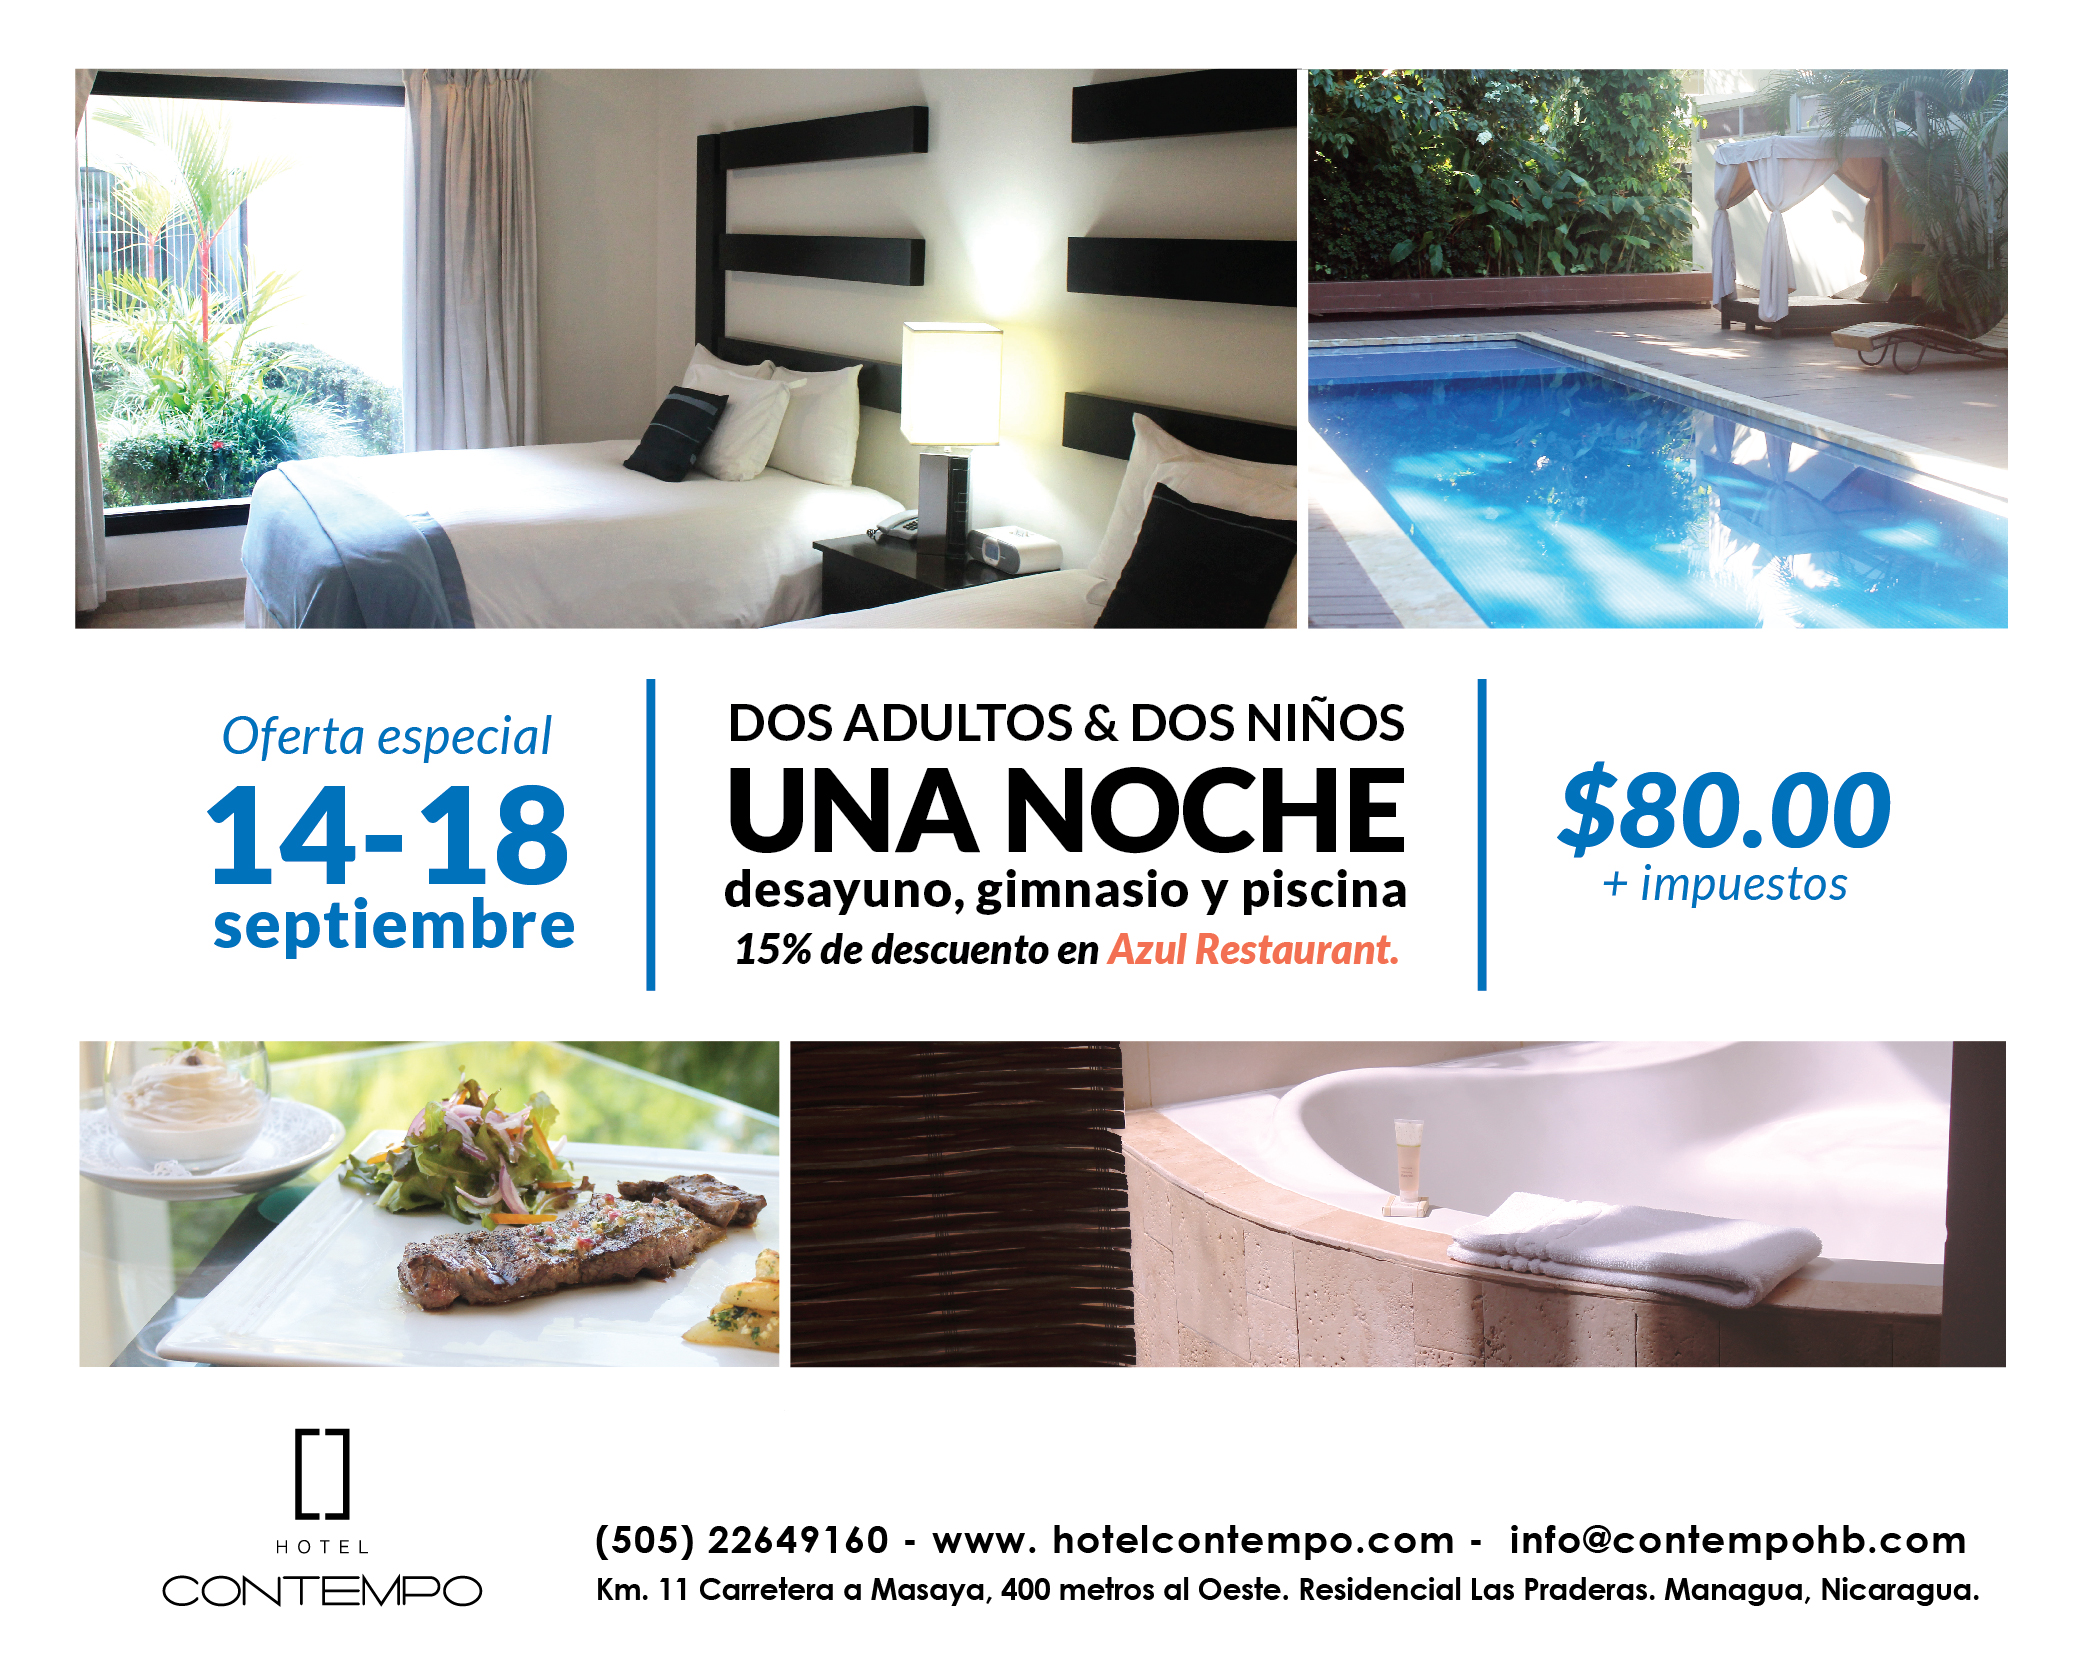 Oferta especial
14-18
septiembre
DOS ADULTOS & DOS NIÑOS
UNA NOCHE
desayuno, gimnasio y piscina
15% de descuento en Azul Restaurant.
$80.00
+ impuestos
HOTEL
CONTEMPO
(505) 22649160 - www. hotelcontempo.com - info@contempohb.com
Km. 11 Carretera a Masaya, 400 metros al Oeste. Residencial Las Praderas. Managua, Nicaragua.